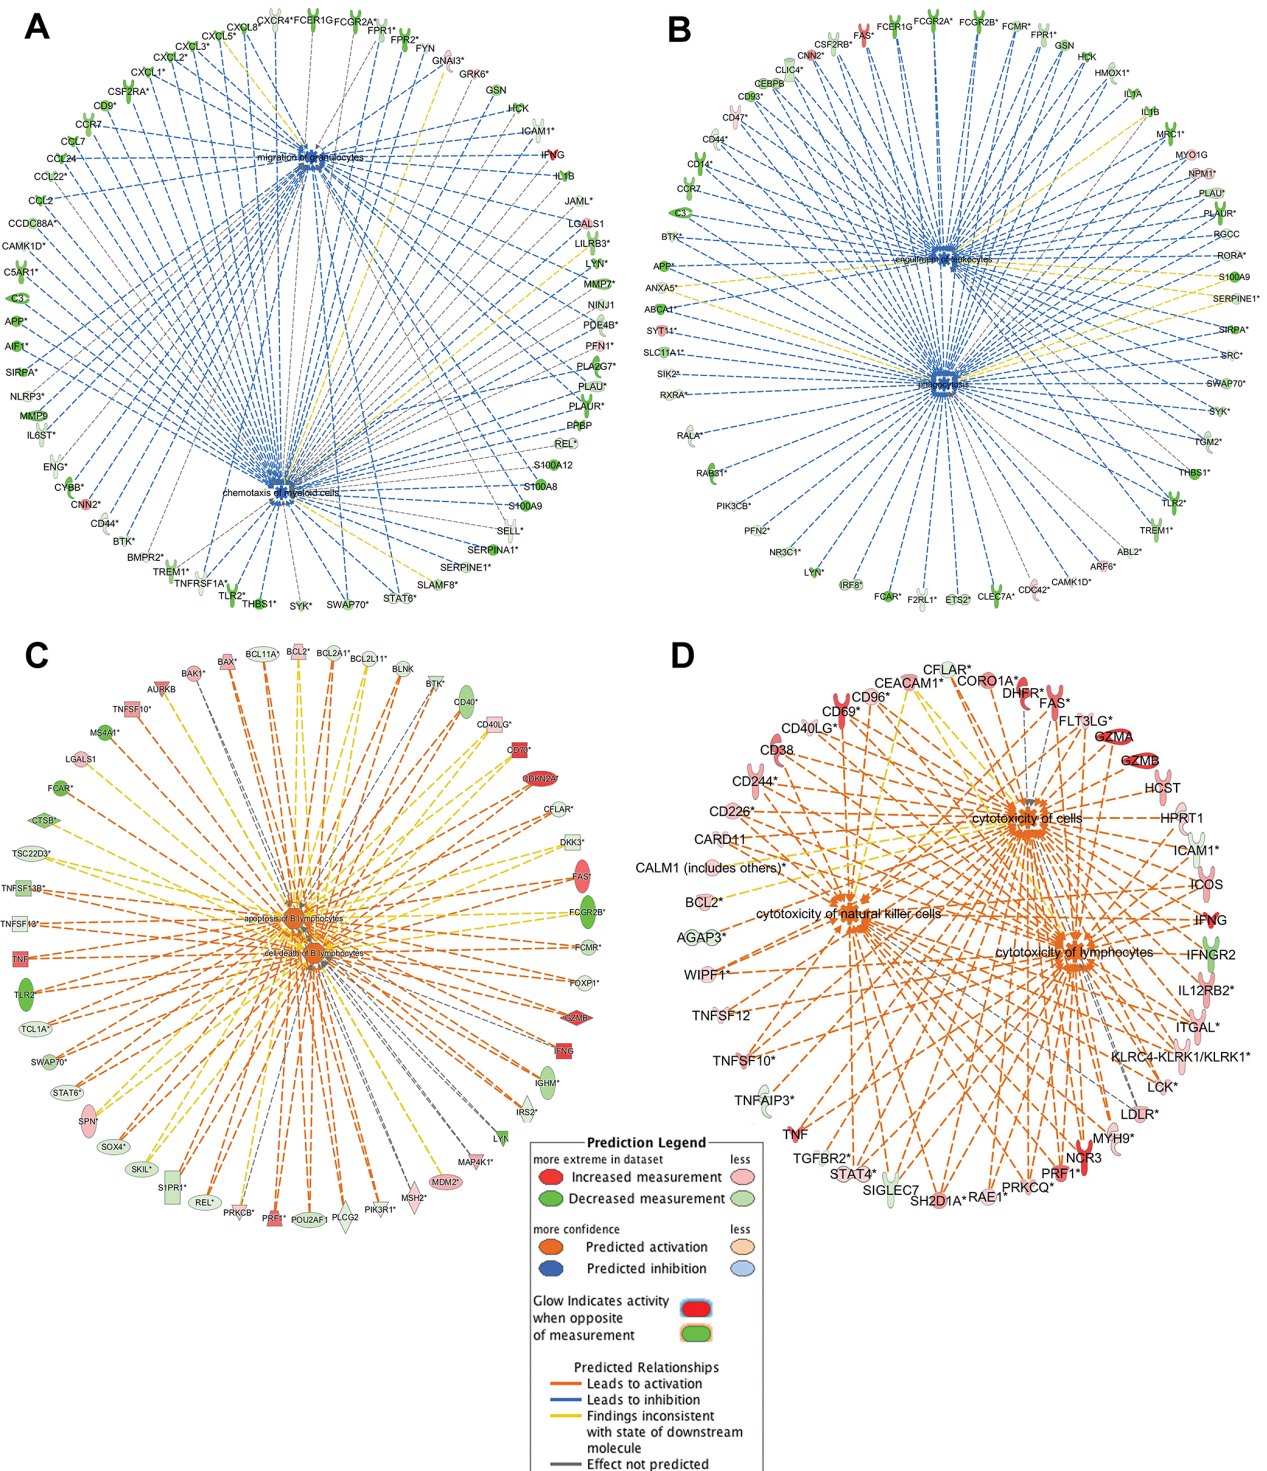 A
CXCR4*
FCER1G
FCGR2A*
FPR1*
FPR2*
FYN
GNAI3*
GRK6*
GSN
HCK
ICAM1*
IFNG
IL1B
JAML*
LGALS1
LILRB3*
LYN*
MMP7*
NINJ1
PDE4B*
PFN1*
PLA2G7*
PLAU*
PLAUR*
PPBP
REL*
S100A12
S100A8
S100A9
SELL*
SERPINA1*
SERPINE1*
SLAMF8*
STAT6*
SWAP70*
SYK*
THBS1*
TLR2*
TNFRSF1A*
TREM1*
BMPR2*
BTK*
CD44*
CNN2*
CYBB*
ENG*
IL6ST*
MMP9
NLRP3*
SIRPA*
AIF1*
APP*
C3
C5AR1*
CAMK1D*
CCDC88A*
CCL2
CCL22*
CCL24
CCL7
CCR7
CD9*
CSF2RA*
CXCL1*
CXCL2*
CXCL3*
CXCL5*
CXCL8*
migration of granulocytes
chemotaxis of myeloid cells
B
FCER1G
FCGR2A*
FCGR2B*
FCMR*
FPR1*
GSN
HCK
HMOX1*
IL1A
IL1B
MRC1*
MYO1G
NPM1*
PLAU*
PLAUR*
RGCC
RORA*
S100A9
SERPINE1*
SIRPA*
SRC*
SWAP70*
SYK*
TGM2*
THBS1*
TLR2*
TREM1*
ABL2*
ARF6*
CAMK1D*
CDC42*
CLEC7A*
ETS2*
F2RL1*
FCAR*
IRF8*
LYN*
NR3C1*
PFN2*
PIK3CB*
RAB31*
RALA*
RXRA*
SIK2*
SLC11A1*
SYT11*
ABCA1*
ANXA5*
APP*
BTK*
C3
CCR7
CD14*
CD44*
CD47*
CD93*
CEBPB
CLIC4*
CNN2*
CSF2RB*
FAS*
engulfment of leukocytes
phagocytosis
C
BCL11A*
BCL2*
BCL2A1*
BCL2L11*
BLNK
BTK*
CD40*
CD40LG*
CD70*
CDKN2A*
CFLAR*
DKK3*
FAS*
FCGR2B*
FCMR*
FOXP1*
GZMB
IFNG
IGHM*
IRS2*
LYN
MAP4K1*
MDM2*
MSH2*
PIK3R1*
PLCG2
POU2AF1
PRF1*
PRKCB*
REL*
S1PR1*
SKIL*
SOX4*
SPN*
STAT6*
SWAP70*
TCL1A*
TLR2*
TNF
TNFSF13*
TNFSF13B*
TSC22D3*
CTSB*
FCAR*
LGALS1
MS4A1*
TNFSF10*
AURKB
BAK1*
BAX*
apoptosis of B lymphocytes
cell death of B lymphocytes
D
CFLAR*
CORO1A*
DHFR*
FAS*
FLT3LG*
GZMA
GZMB
HCST
HPRT1
ICAM1*
ICOS
IFNG
IFNGR2
IL12RB2*
ITGAL*
KLRC4-KLRK1/KLRK1*
LCK*
LDLR*
MYH9*
NCR3
PRF1*
PRKCQ*
RAE1*
SH2D1A*
SIGLEC7
STAT4*
TGFBR2*
TNF
TNFAIP3*
TNFSF10*
TNFSF12
WIPF1*
AGAP3*
BCL2*
CALM1 (includes others)*
CARD11
CD226*
CD244*
CD38
CD40LG*
CD69*
CD96*
CEACAM1*
cytotoxicity of cells
cytotoxicity of natural killer cells
cytotoxicity of lymphocytes
Prediction Legend
more extreme in dataset less
Increased measurement
Decreased measurement
more confidence less
Predicted activation
Predicted inhibition
Glow Indicates activity
when opposite
of measurement
Predicted Relationships
Leads to activation
Leads to inhibition
Findings inconsistent
with state of downstream
molecule
Effect not predicted